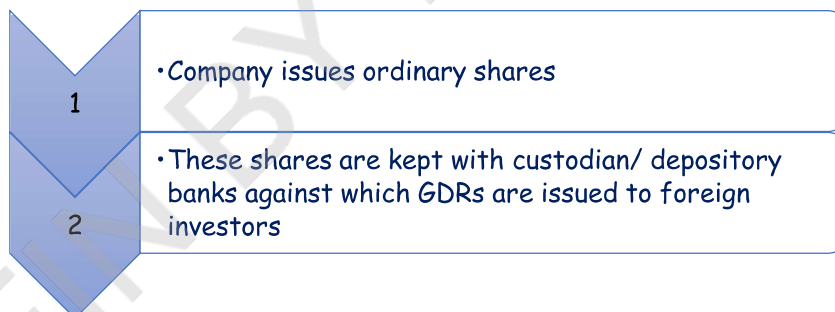 1
•Company issues ordinary shares
2
•These shares are kept with custodian/ depository
banks against which GDRs are issued to foreign
investors